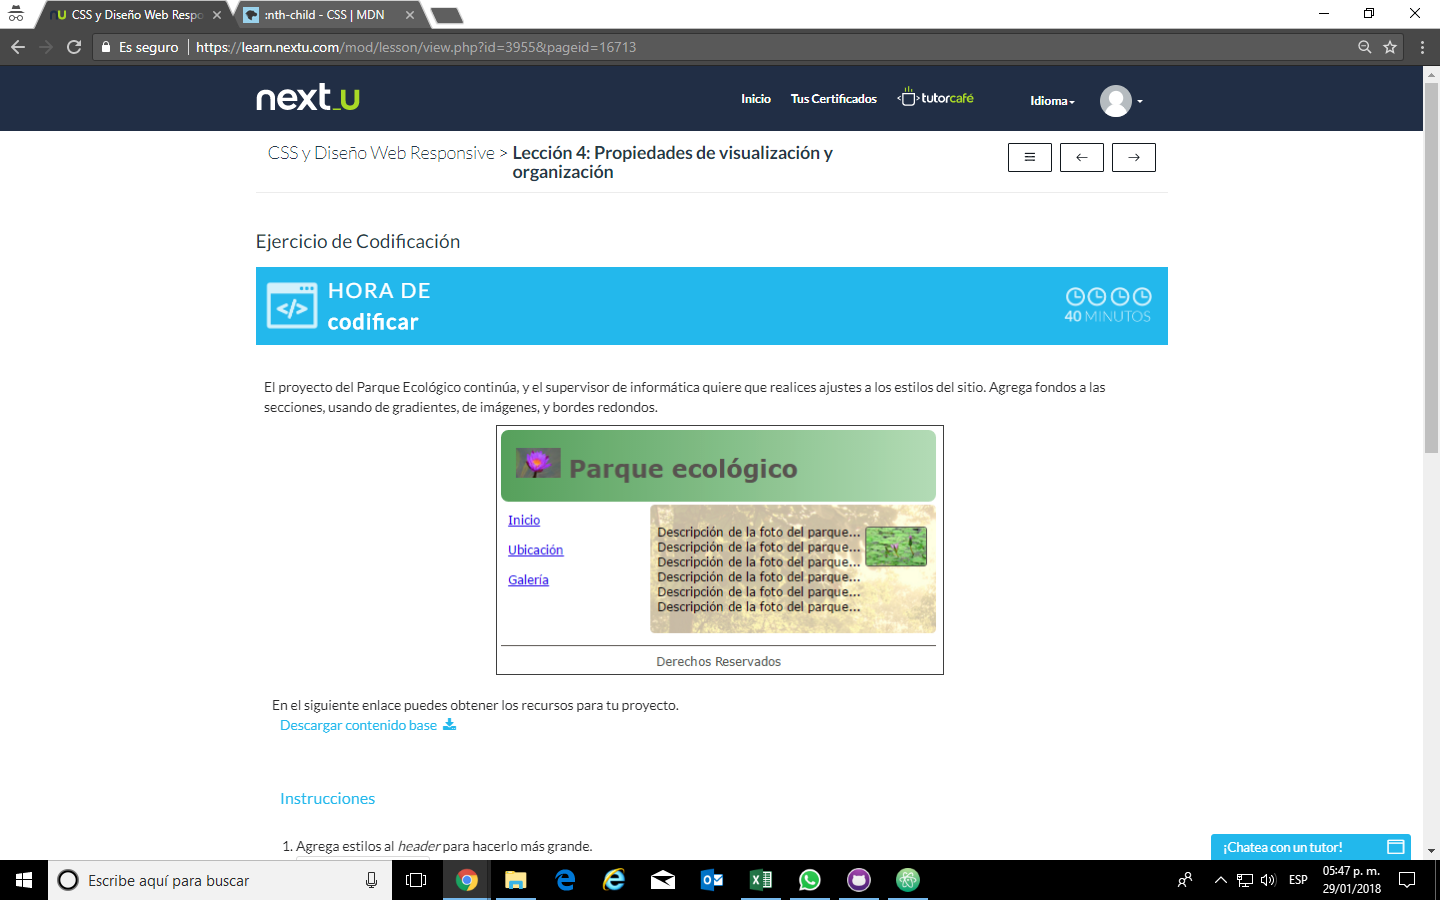 CSS y Diseño Web Respo
:nth-child - CSS | MDN
Es seguro
https://learn.nextu.com/mod/lesson/view.php?id=3955&pageid=16713
next_U
Inicio
Tus Certificados
tutorcafé
Idioma
CSS y Diseño Web Responsive > Lección 4: Propiedades de visualización y
organización
Ejercicio de Codificación
HORA DE
codificar
40 MINUTOS
El proyecto del Parque Ecológico continúa, y el supervisor de informática quiere que realices ajustes a los estilos del sitio. Agrega fondos a las
secciones, usando de gradientes, de imágenes, y bordes redondos.
Parque ecológico
Inicio
Ubicación
Galería
Descripción de la foto del parque...
Descripción de la foto del parque...
Descripción de la foto del parque...
Descripción de la foto del parque...
Descripción de la foto del parque...
Descripción de la foto del parque...
Derechos Reservados
En el siguiente enlace puedes obtener los recursos para tu proyecto.
Descargar contenido base
Instrucciones
1. Agrega estilos al header para hacerlo más grande.
¡Chatea con un tutor!
Escribe aquí para buscar
ESP
05:47 p. m.
29/01/2018